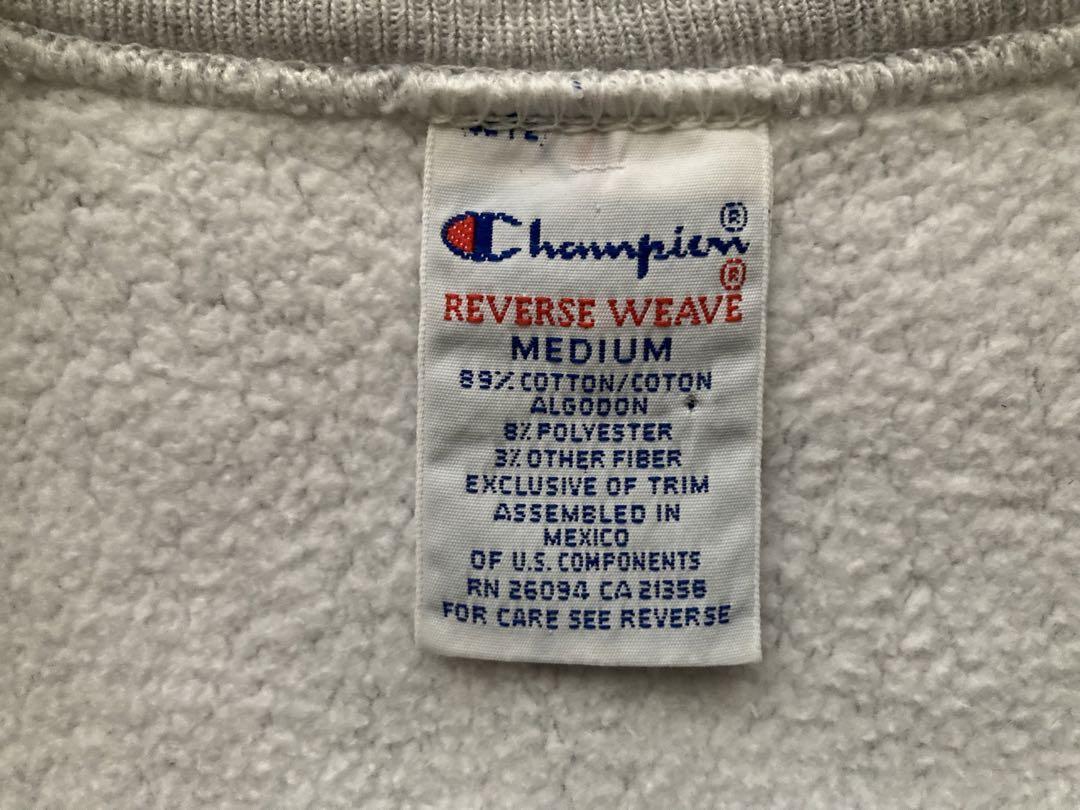 Champion®
REVERSE WEAVE®
MEDIUM
89% COTTON/COTON
ALGODON
8% POLYESTER
3% OTHER FIBER
EXCLUSIVE OF TRIM
ASSEMBLED IN
MEXICO
OF U.S. COMPONENTS
RN 26094 CA 21358
FOR CARE SEE REVERSE